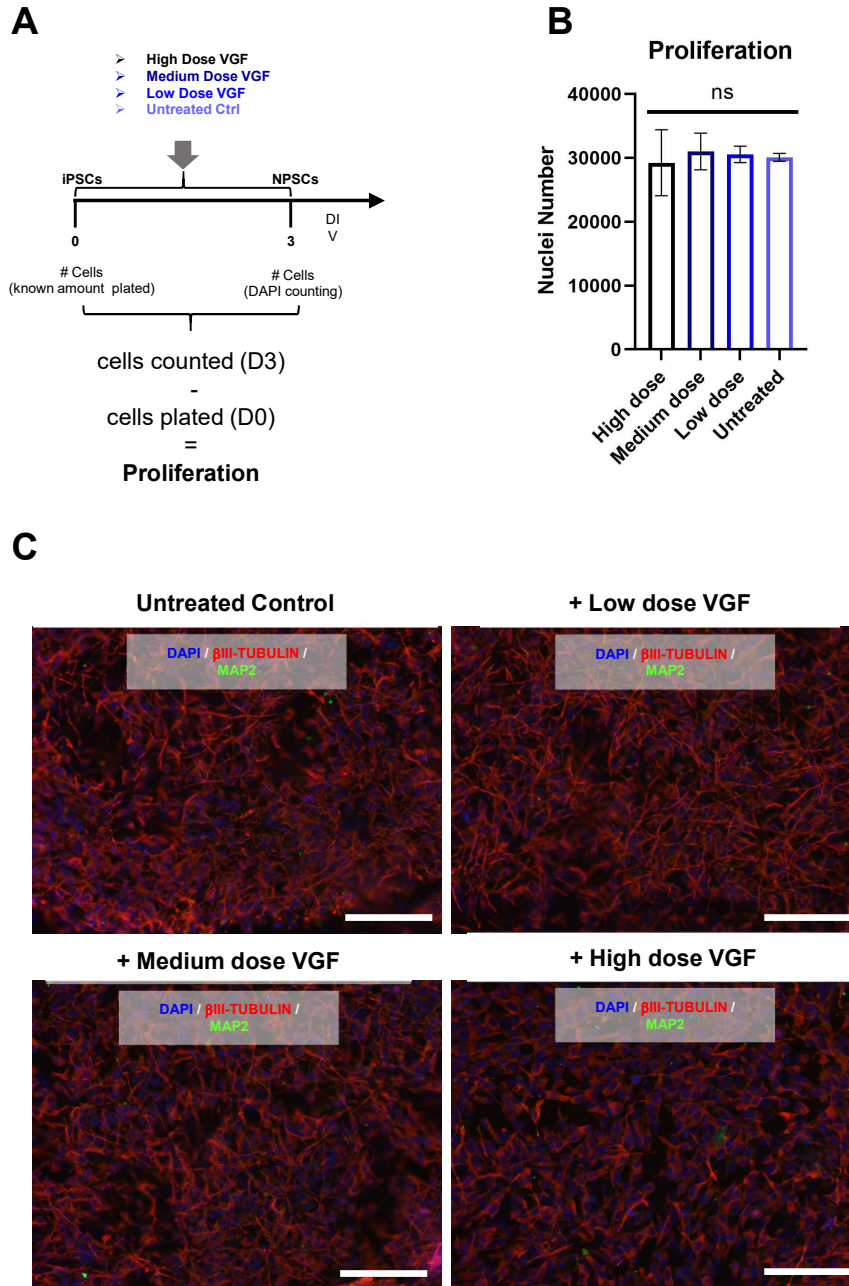 A
➢ High Dose VGF
➢ Medium Dose VGF
➢ Low Dose VGF
➢ Untreated Ctrl
iPSCs
NPSCs
0
3
DI
V
# Cells
(known amount plated)
# Cells
(DAPI counting)
cells counted (D3)
-
cells plated (D0)
=
Proliferation
B
Proliferation
ns
Nuclei Number
40000
30000
20000
10000
0
High dose
Medium dose
Low dose
Untreated
C
Untreated Control
DAPI / βIII-TUBULIN /
MAP2
+ Low dose VGF
DAPI / βIII-TUBULIN /
MAP2
+ Medium dose VGF
DAPI / βIII-TUBULIN /
MAP2
+ High dose VGF
DAPI / βIII-TUBULIN /
MAP2